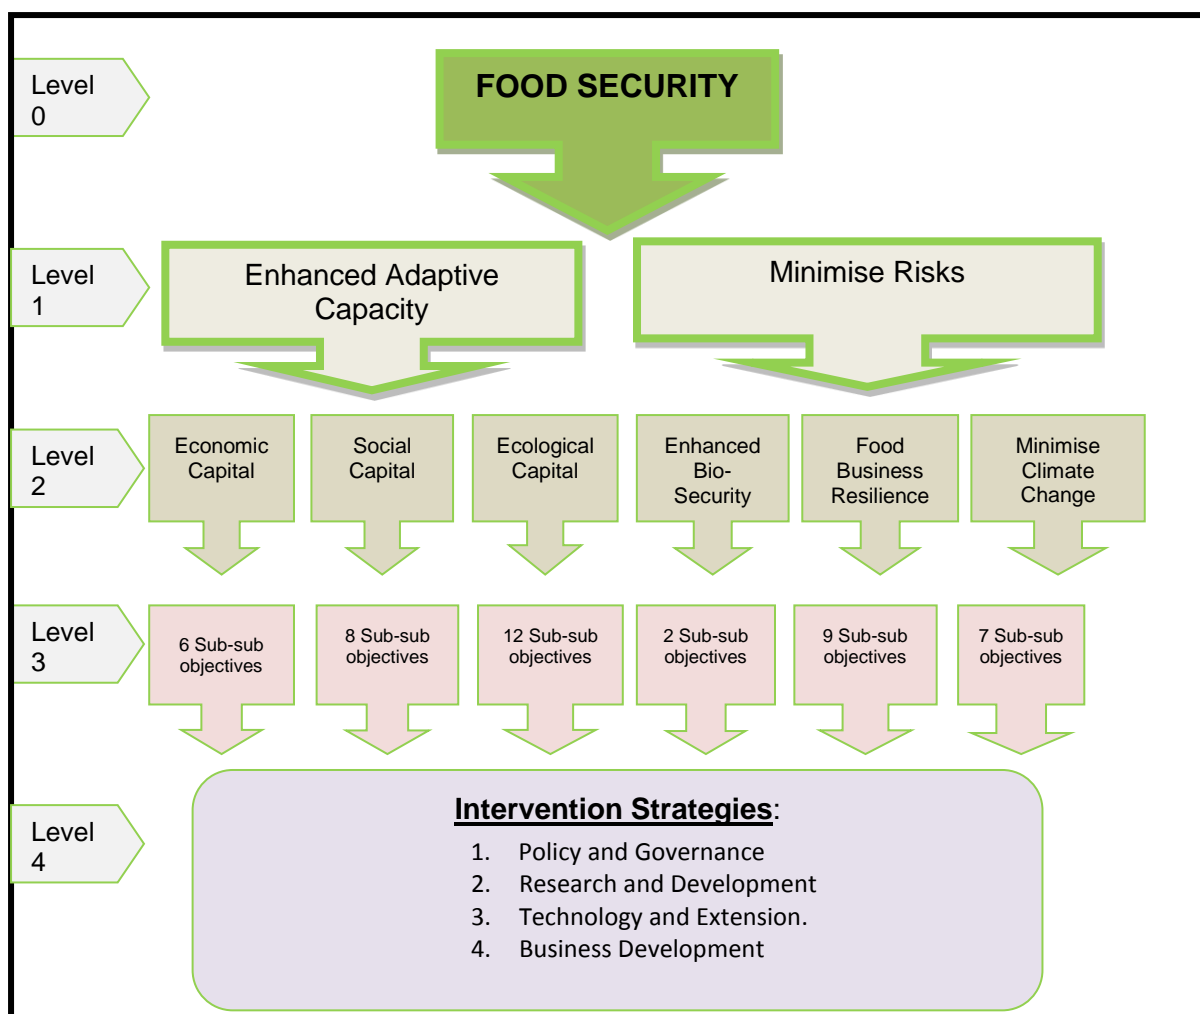 Level
0
FOOD SECURITY
Level
1
Enhanced Adaptive
Capacity
Minimise Risks
Level
2
Economic
Capital
Social
Capital
Ecological
Capital
Enhanced
Bio-
Security
Food
Business
Resilience
Minimise
Climate
Change
Level
3
6 Sub-sub
objectives
8 Sub-sub
objectives
12 Sub-sub
objectives
2 Sub-sub
objectives
9 Sub-sub
objectives
7 Sub-sub
objectives
Level
4
Intervention Strategies:
1. Policy and Governance
2. Research and Development
3. Technology and Extension.
4. Business Development